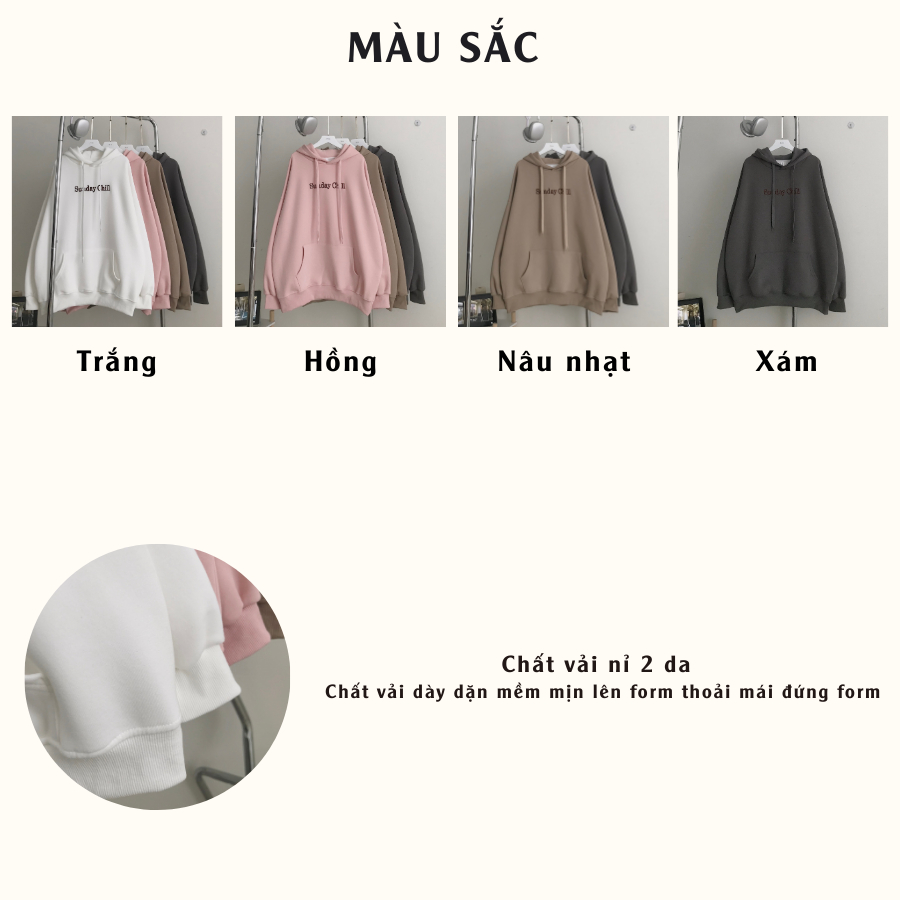 MÀU SẮC
Sunday Chill.
Sunday Chill.
Sunday Chill.
Sunday Chill.
Trắng
Hồng
Nâu nhạt
Xám
Chất vải nỉ 2 da
Chất vải dày dặn mềm mịn lên form thoải mái đứng form